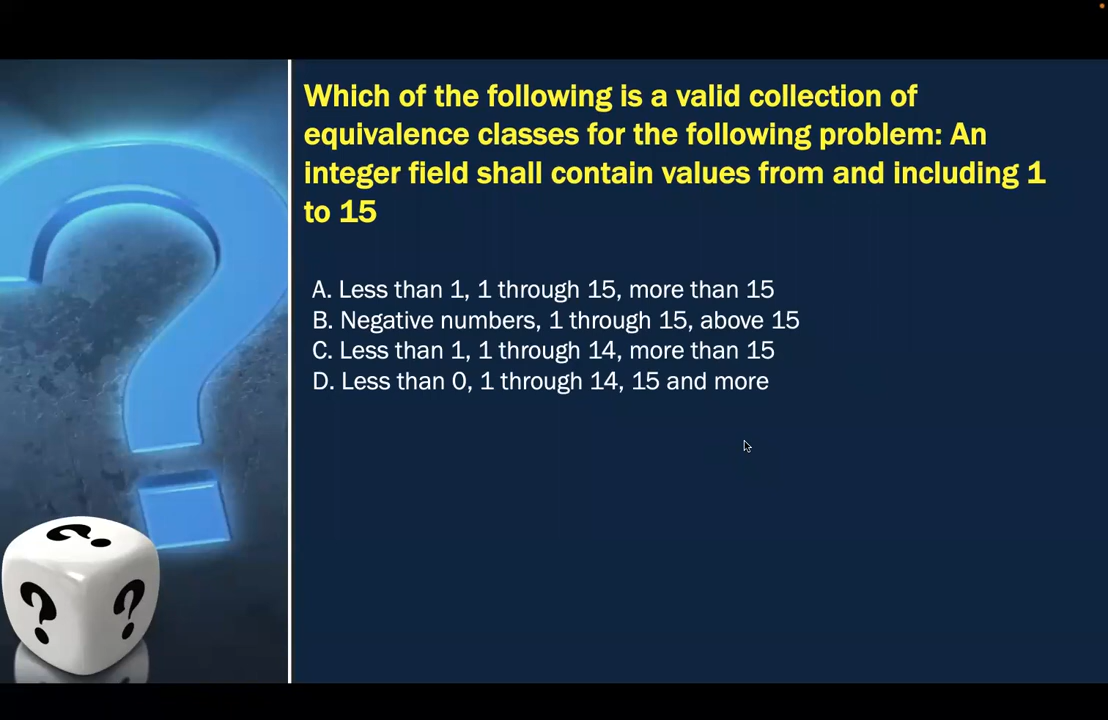 Which of the following is a valid collection of
equivalence classes for the following problem: An
integer field shall contain values from and including 1
to 15
A. Less than 1, 1 through 15, more than 15
B. Negative numbers, 1 through 15, above 15
C. Less than 1, 1 through 14, more than 15
D. Less than 0, 1 through 14, 15 and more
?
?
?
?